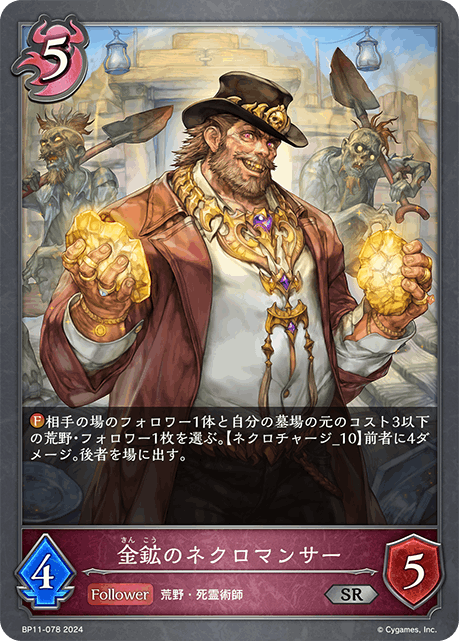 5
Ⓕ相手の場のフォロワー1体と自分の墓場の元のコスト3以下
の荒野・フォロワー1枚を選ぶ。【ネクロチャージ_10】前者に4ダ
メージ。後者を場に出す。
きん こう
金鉱のネクロマンサー
4
Follower 荒野・死霊術師
SR
5
BP11-078 2024
© Cygames, Inc.